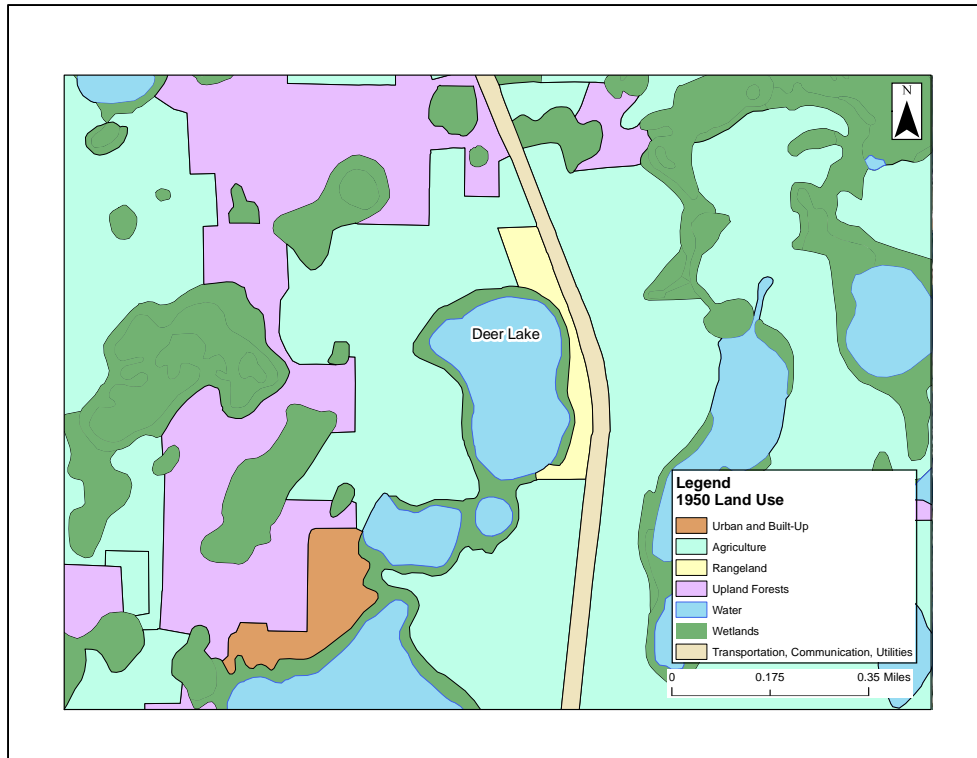 N
Deer Lake
Legend
1950 Land Use
Urban and Built-Up
Agriculture
Rangeland
Upland Forests
Water
Wetlands
Transportation, Communication, Utilities
0 0.175 0.35 Miles